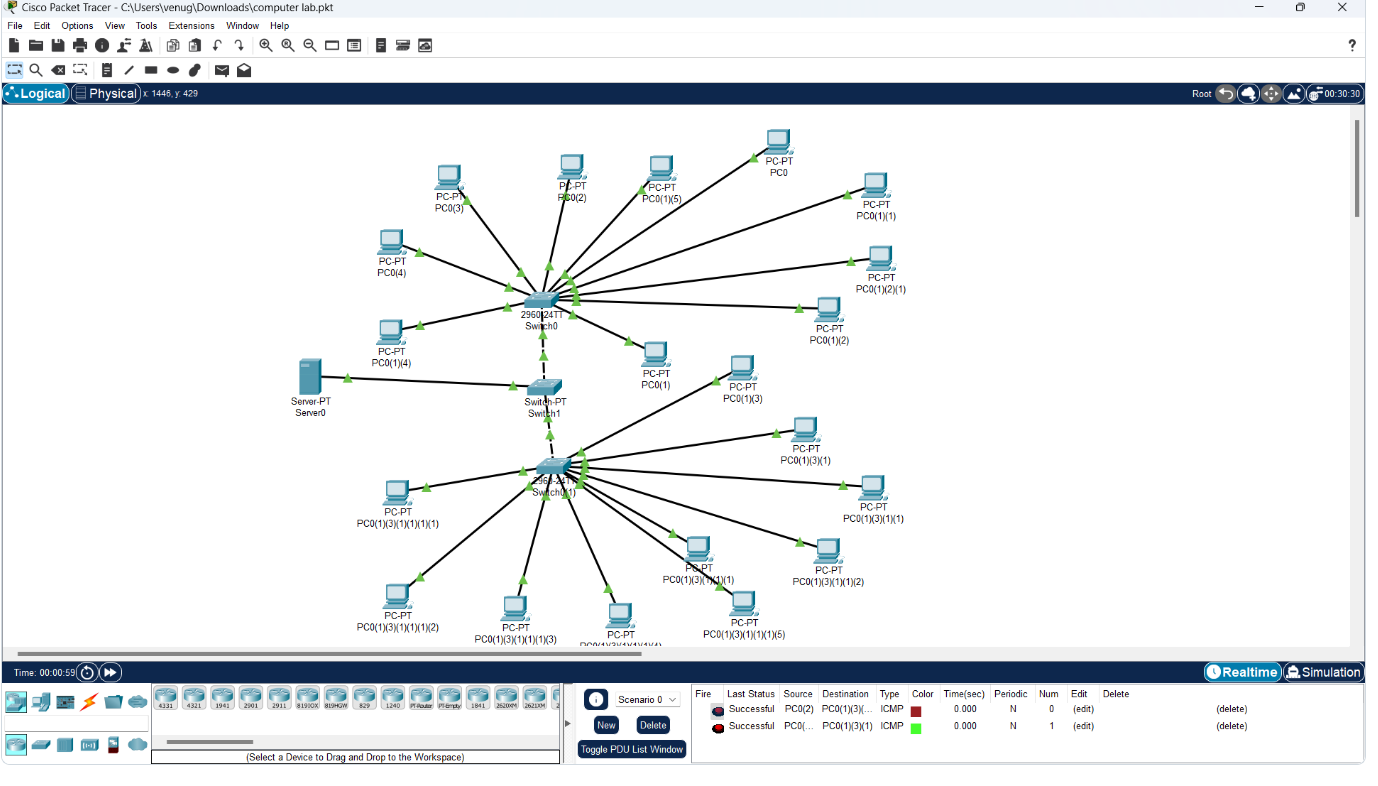 Cisco Packet Tracer - C:\Users\venug\Downloads\computer lab.pkt
File Edit Options View Tools Extensions Window Help
?
Logical Physical x: 1446, y: 429 Root 00:30:30
PC-PT
PC0
PC-PT
PC0(3)
PC-PT
PC0(2)
PC-PT
PC0(1)(5)
PC-PT
PC0(1)(1)
PC-PT
PC0(4)
PC-PT
PC0(1)(2)(1)
2960-24TT
Switch0
PC-PT
PC0(1)(2)
PC-PT
PC0(1)(4)
PC-PT
PC0(1)
PC-PT
PC0(1)(3)
Server-PT
Server0
Switch-PT
Switch1
PC-PT
PC0(1)(3)(1)
2960-24TT
Switch0(1)
PC-PT
PC0(1)(3)(1)(1)
PC-PT
PC0(1)(3)(1)(1)(1)(1)
PC-PT
PC0(1)(3)(1)(1)(1)
PC-PT
PC0(1)(3)(1)(1)(2)
PC-PT
PC0(1)(3)(1)(1)(1)(2)
PC-PT
PC0(1)(3)(1)(1)(1)(3)
PC-PT
PC0(1)(3)(1)(1)(1)(4)
PC-PT
PC0(1)(3)(1)(1)(1)(5)
Time: 00:00:59 Realtime Simulation
4331 4321 1941 2901 2911 819IOX 819HGW 829 1240 PT-Router PT-Empty 1841 2620XM 2621XM 2
(Select a Device to Drag and Drop to the Workspace)
Scenario 0
New Delete
Toggle PDU List Window
Fire Last Status Source Destination Type Color Time(sec) Periodic Num Edit Delete
Successful PC0(2) PC0(1)(3)(... ICMP 0.000 N 0 (edit) (delete)
Successful PC0(... PC0(1)(3)(1) ICMP 0.000 N 1 (edit) (delete)